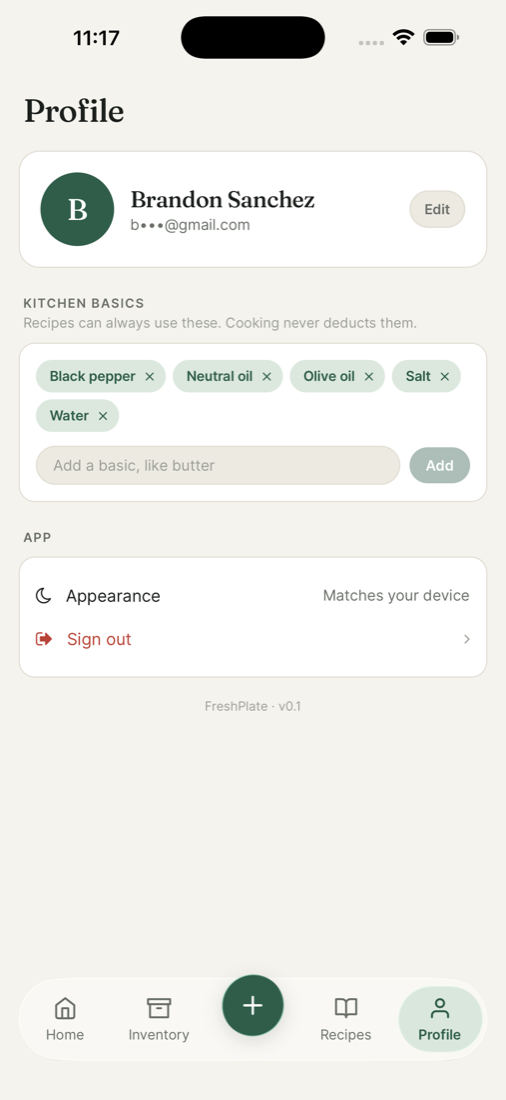 11:17
Profile
B
Brandon Sanchez
b•••@gmail.com
Edit
KITCHEN BASICS
Recipes can always use these. Cooking never deducts them.
Black pepper ×
Neutral oil ×
Olive oil ×
Salt ×
Water ×
Add a basic, like butter
Add
APP
Appearance
Matches your device
Sign out
FreshPlate · v0.1
Home
Inventory
Recipes
Profile